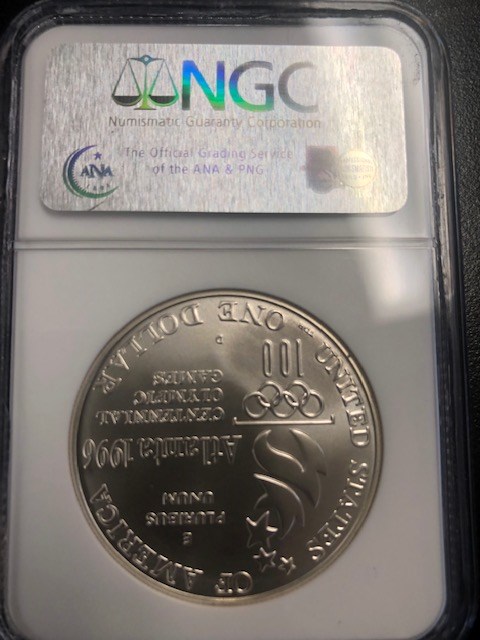 NGC
Numismatic Guaranty Corporation
The Official Grading Service
of the ANA & PNG
ANA
UNITED STATES OF AMERICA
E
PLURIBUS
UNUM
Atlanta 1996
CENTENNIAL
OLYMPIC
GAMES
100
D
ONE DOLLAR